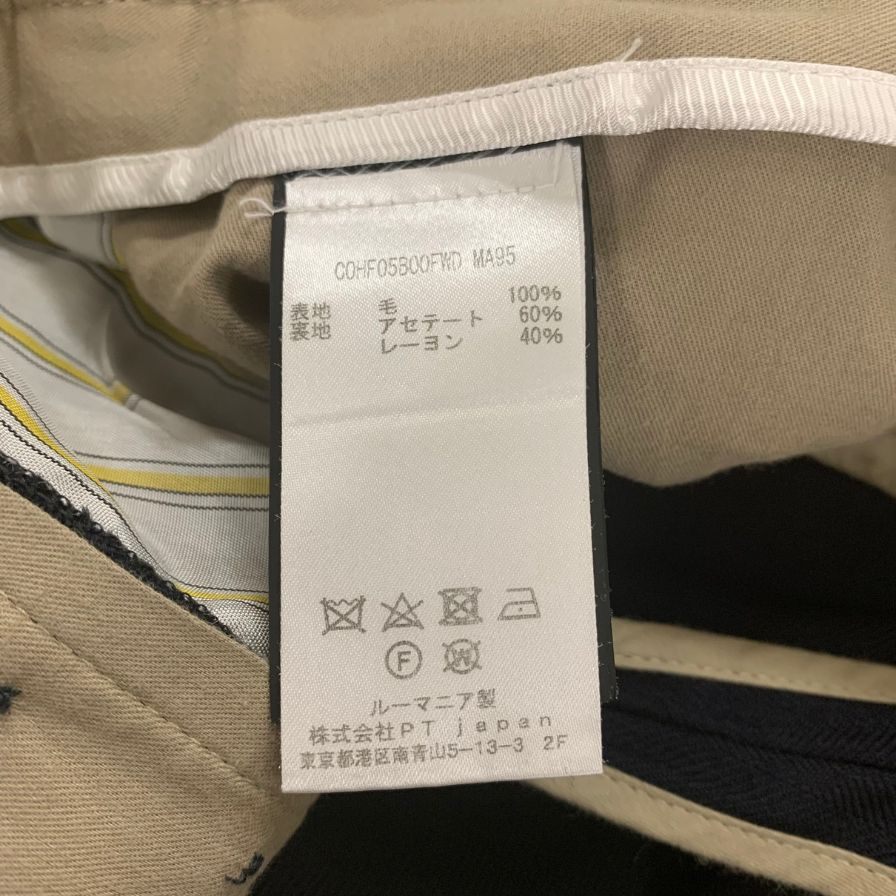 COHF05B00FWD MA95
表地 毛 100%
裏地 アセテート 60%
レーヨン 40%
F W
ルーマニア製
株式会社PT japan
東京都港区南青山5-13-3 2F